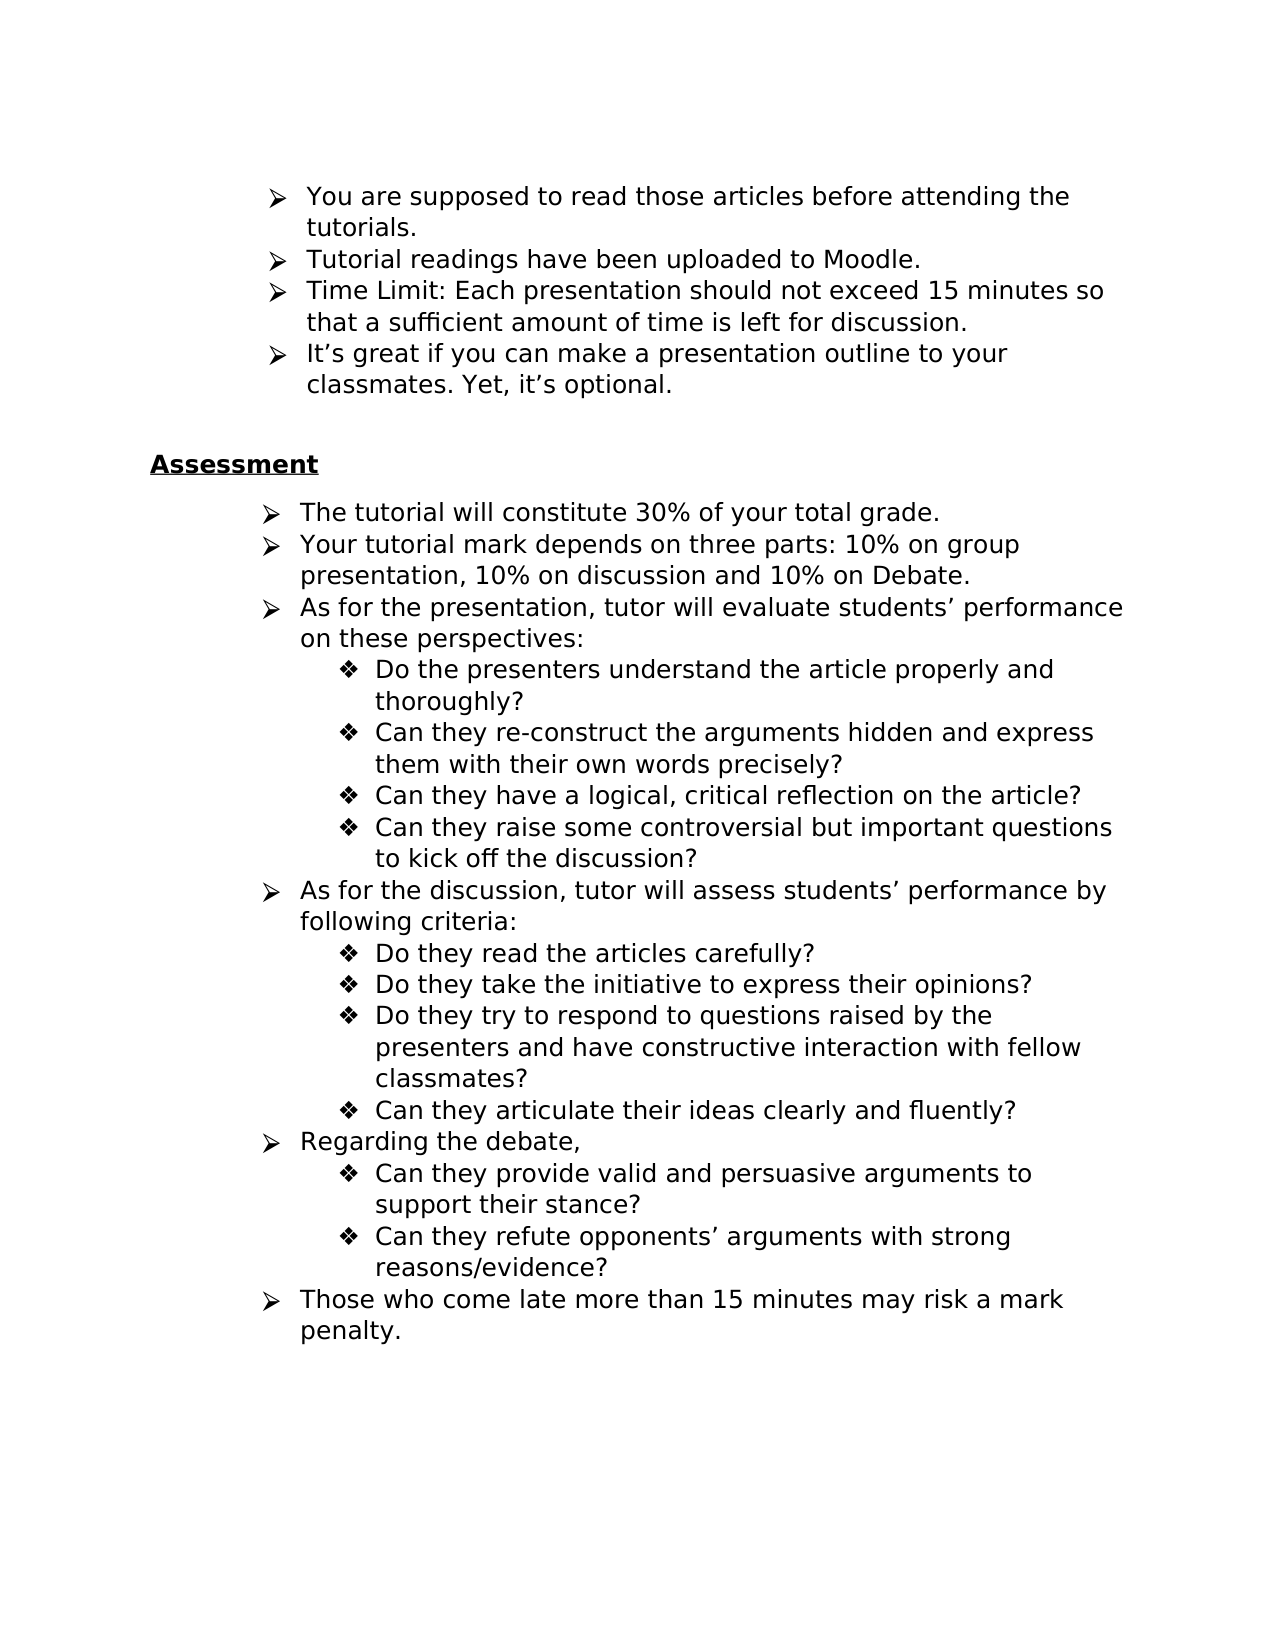 ➢ You are supposed to read those articles before attending the
tutorials.
➢ Tutorial readings have been uploaded to Moodle.
➢ Time Limit: Each presentation should not exceed 15 minutes so
that a sufficient amount of time is left for discussion.
➢ It’s great if you can make a presentation outline to your
classmates. Yet, it’s optional.
Assessment
➢ The tutorial will constitute 30% of your total grade.
➢ Your tutorial mark depends on three parts: 10% on group
presentation, 10% on discussion and 10% on Debate.
➢ As for the presentation, tutor will evaluate students’ performance
on these perspectives:
❖ Do the presenters understand the article properly and
thoroughly?
❖ Can they re-construct the arguments hidden and express
them with their own words precisely?
❖ Can they have a logical, critical reflection on the article?
❖ Can they raise some controversial but important questions
to kick off the discussion?
➢ As for the discussion, tutor will assess students’ performance by
following criteria:
❖ Do they read the articles carefully?
❖ Do they take the initiative to express their opinions?
❖ Do they try to respond to questions raised by the
presenters and have constructive interaction with fellow
classmates?
❖ Can they articulate their ideas clearly and fluently?
➢ Regarding the debate,
❖ Can they provide valid and persuasive arguments to
support their stance?
❖ Can they refute opponents’ arguments with strong
reasons/evidence?
➢ Those who come late more than 15 minutes may risk a mark
penalty.